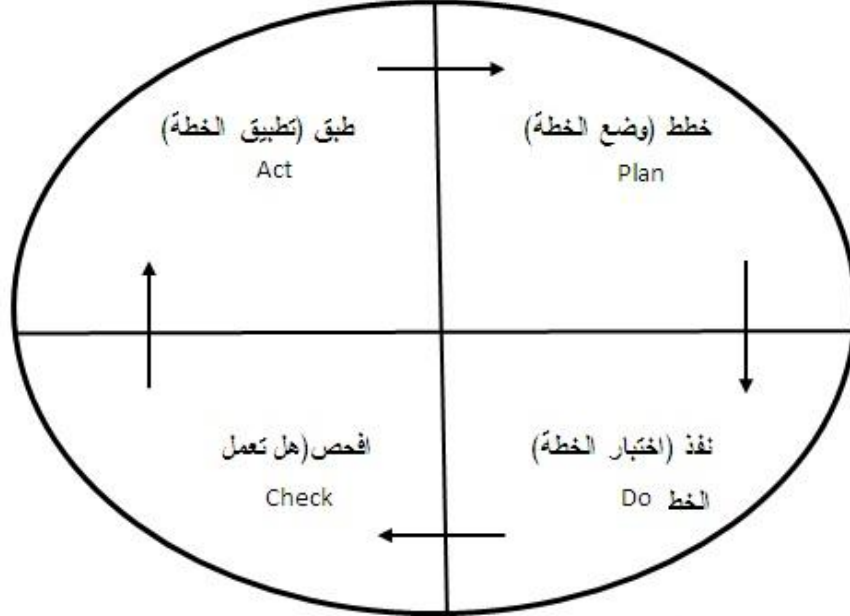 خطط (وضع الخطة)
Plan
نفذ (اختبار الخطة)
Do الخط
افحص(هل تعمل
Check
طبق (تطبيق الخطة)
Act